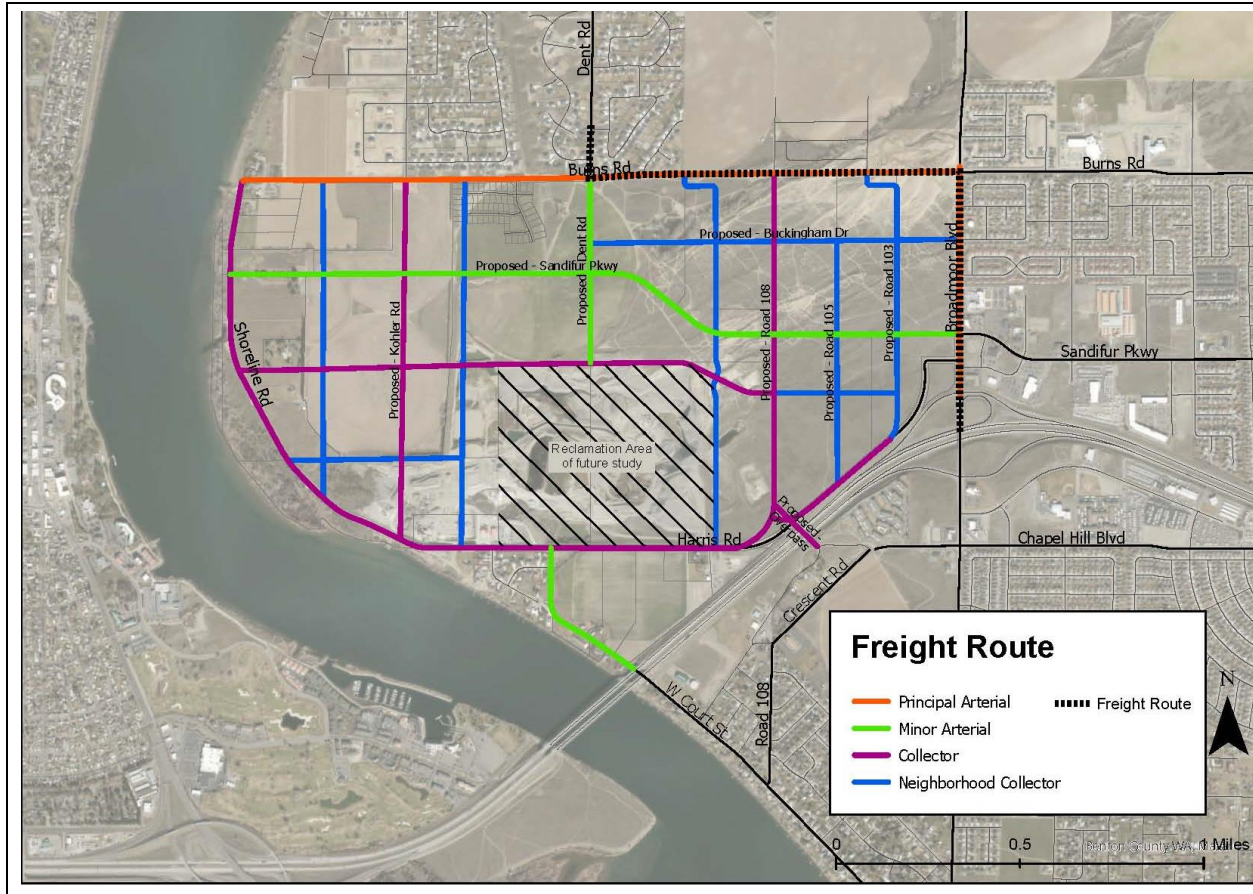 Dent Rd
Burns Rd
Burns Rd
Proposed - Buckingham Dr
Proposed - Dent Rd
Proposed - Sandifur Pkwy
Proposed - Kohler Rd
Proposed - Road 108
Proposed - Road 105
Proposed - Road 103
Broadmoor Blvd
Sandifur Pkwy
Shoreline Rd
Reclamation Area
of future study
Proposed -
Overpass
Harris Rd
Chapel Hill Blvd
Crescent Rd
Road 108
W Court St
Freight Route
Principal Arterial
Freight Route
Minor Arterial
Collector
Neighborhood Collector
N
0 0.5 1 Miles
Benton County WA,